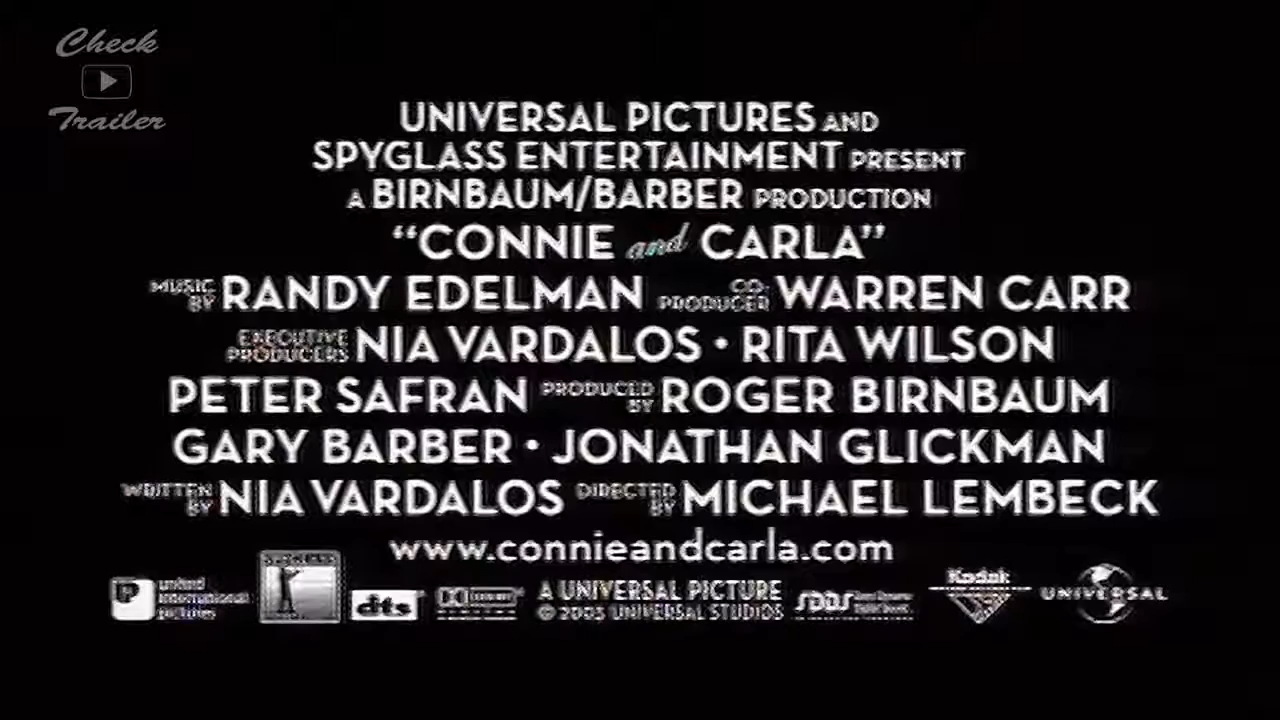 Check
Trailer
UNIVERSAL PICTURES AND
SPYGLASS ENTERTAINMENT PRESENT
A BIRNBAUM/BARBER PRODUCTION
“CONNIE and CARLA”
MUSIC BY RANDY EDELMAN CO-PRODUCER WARREN CARR
EXECUTIVE PRODUCERS NIA VARDALOS • RITA WILSON
PETER SAFRAN PRODUCED BY ROGER BIRNBAUM
GARY BARBER • JONATHAN GLICKMAN
WRITTEN BY NIA VARDALOS DIRECTED BY MICHAEL LEMBECK
www.connieandcarla.com
united international pictures SPYGLASS dts A UNIVERSAL PICTURE SDDS Kodak UNIVERSAL
© 2003 UNIVERSAL STUDIOS